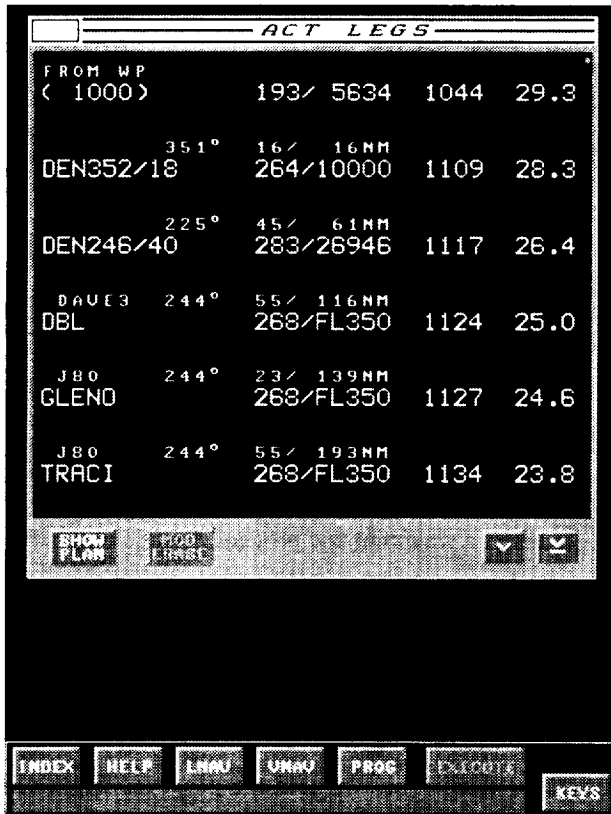 ACT LEGS
FROM WP
( 1000) 193/ 5634 1044 29.3
351° 16/ 16NM
DEN352/18 264/10000 1109 28.3
225° 45/ 61NM
DEN246/40 283/26946 1117 26.4
DAVE3 244° 55/ 116NM
DBL 268/FL350 1124 25.0
J80 244° 23/ 139NM
GLENO 268/FL350 1127 24.6
J80 244° 55/ 193NM
TRACI 268/FL350 1134 23.8
SHOW
PLAN
INDEX HELP LNAV VNAV PROG EXECUTE
KEYS